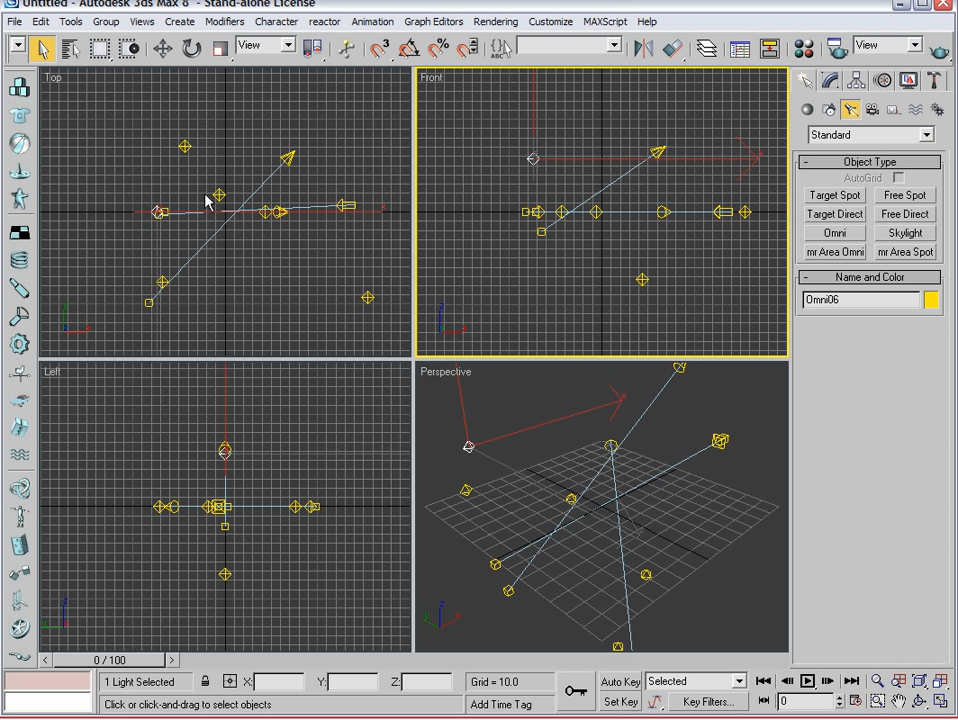 Untitled - Autodesk 3ds Max 8 - Stand-alone License
File Edit Tools Group Views Create Modifiers Character reactor Animation Graph Editors Rendering Customize MAXScript Help
View 3 % ABC View
Top
Front
Standard
- Object Type
AutoGrid
Target Spot Free Spot
Target Direct Free Direct
Omni Skylight
mr Area Omni mr Area Spot
- Name and Color
Omni06
Left
Perspective
< 0 / 100 >
1 Light Selected X: Y: Z: Grid = 10.0 Auto Key Selected
Click or click-and-drag to select objects Add Time Tag Set Key Key Filters... 0